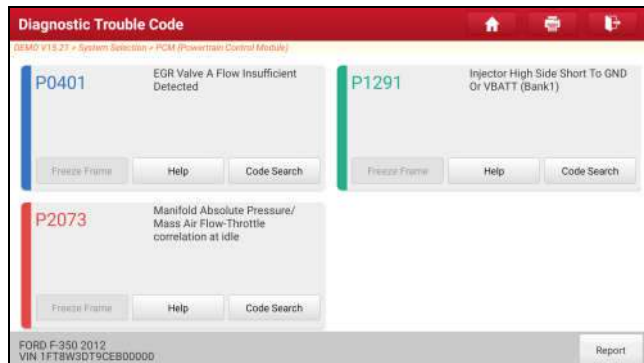 Diagnostic Trouble Code
DEMO V15.21 > System Selection > PCM (Powertrain Control Module)
P0401
EGR Valve A Flow Insufficient
Detected
Freeze Frame
Help
Code Search
P1291
Injector High Side Short To GND
Or VBATT (Bank1)
Freeze Frame
Help
Code Search
P2073
Manifold Absolute Pressure/
Mass Air Flow-Throttle
correlation at idle
Freeze Frame
Help
Code Search
FORD F-350 2012
VIN 1FT8W3DT9CEB00000
Report